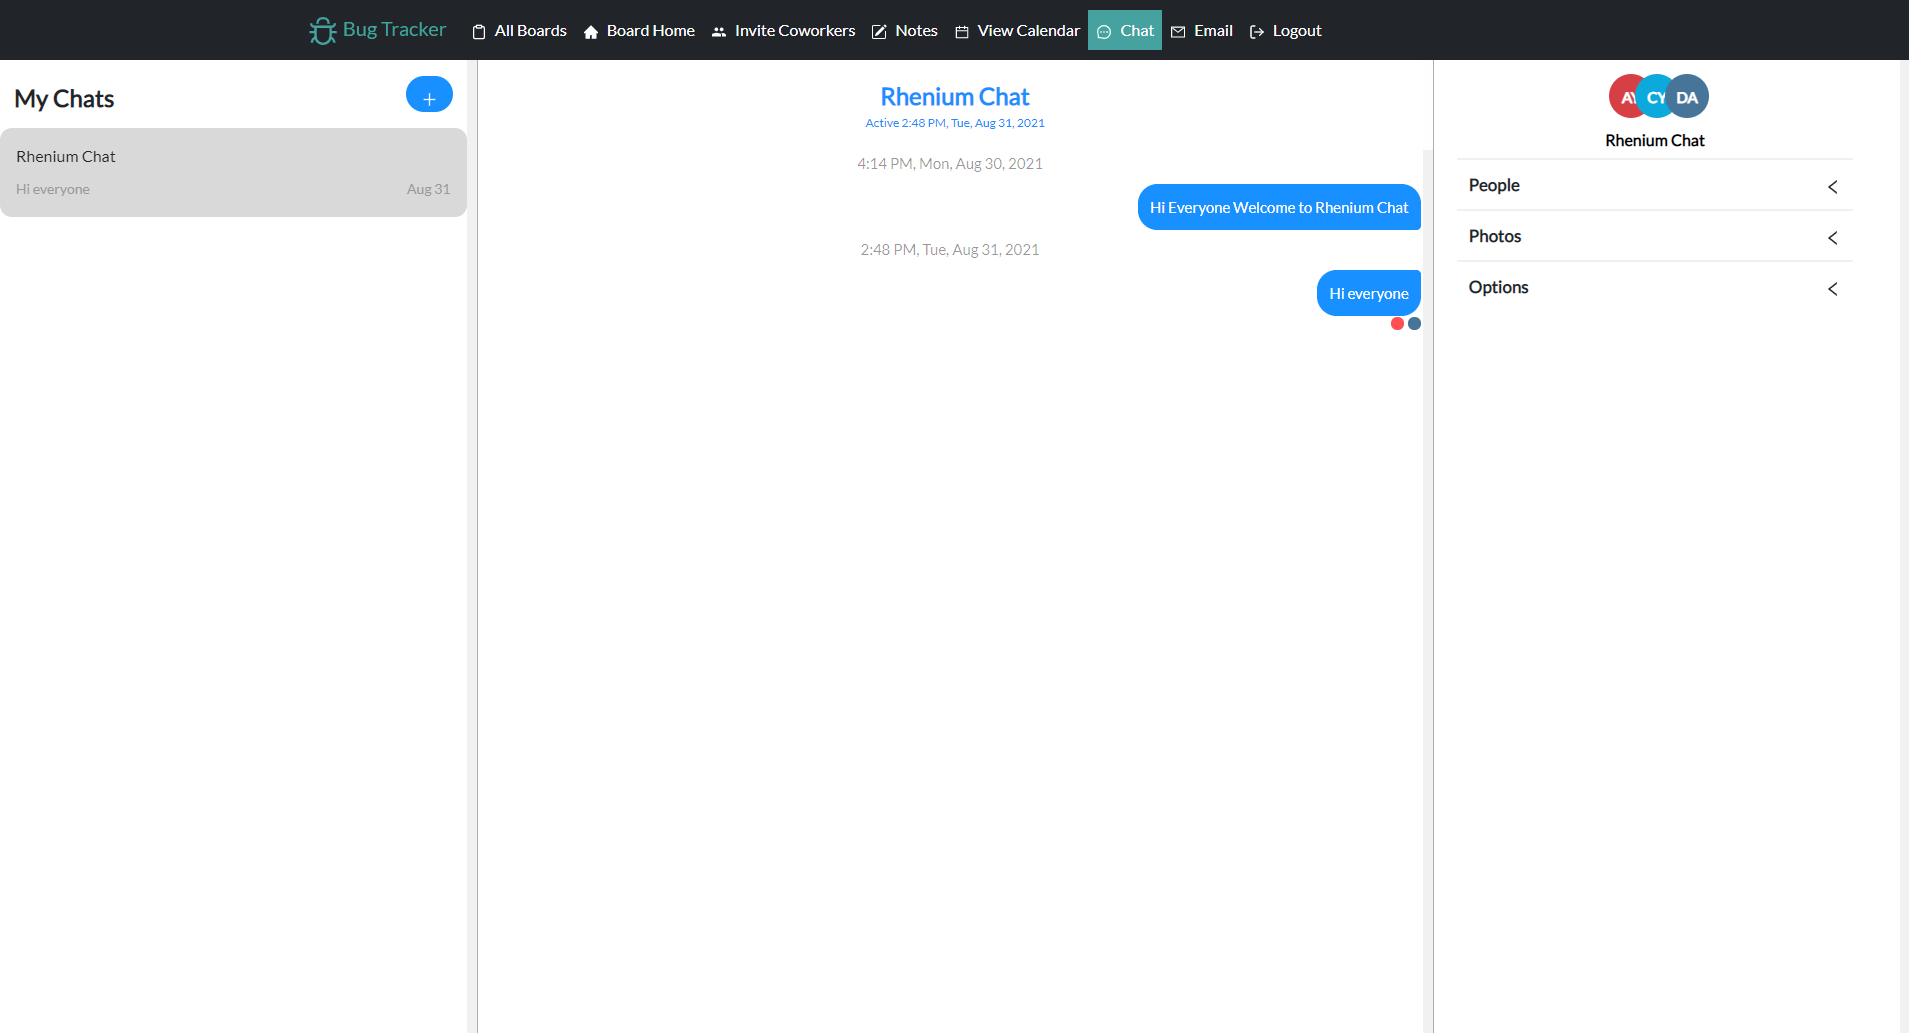 Bug Tracker All Boards Board Home Invite Coworkers Notes View Calendar Chat Email Logout
My Chats
+
Rhenium Chat
Hi everyone Aug 31
Rhenium Chat
Active 2:48 PM, Tue, Aug 31, 2021
4:14 PM, Mon, Aug 30, 2021
Hi Everyone Welcome to Rhenium Chat
2:48 PM, Tue, Aug 31, 2021
Hi everyone
AY CY DA
Rhenium Chat
People
Photos
Options